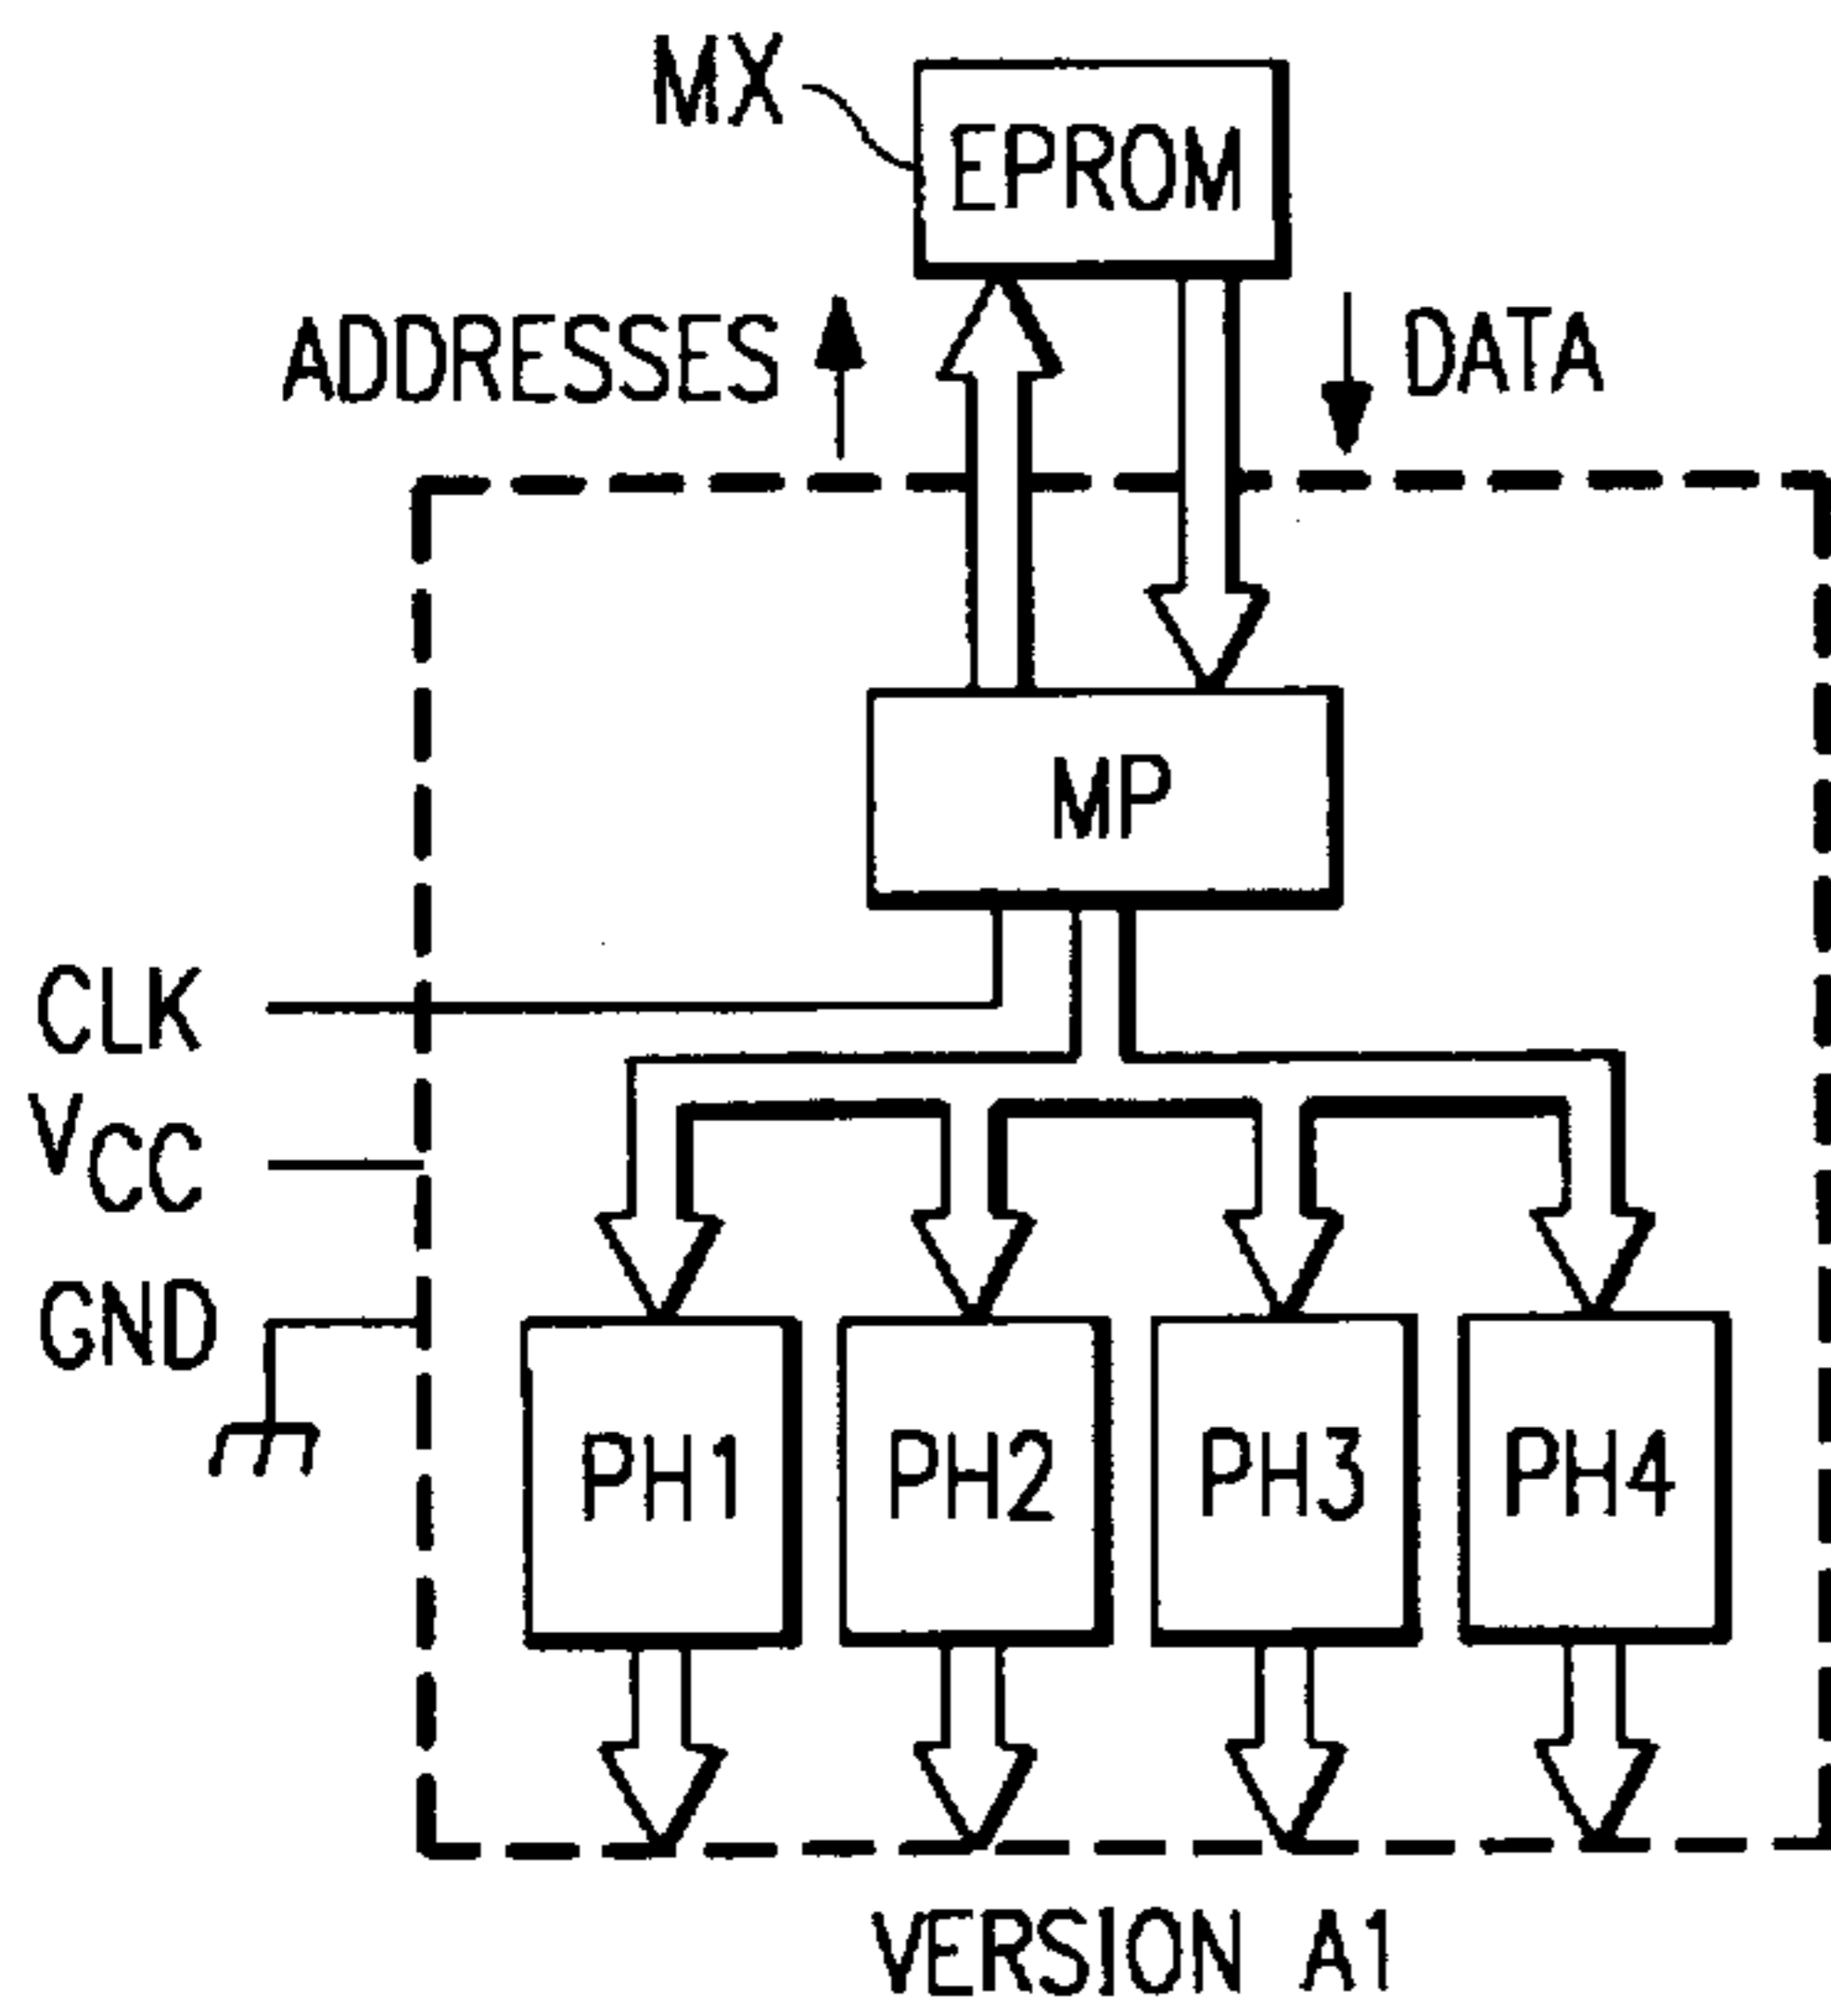 MX
EPROM
ADDRESSES
DATA
MP
CLK
VCC
GND
PH1
PH2
PH3
PH4
VERSION A1